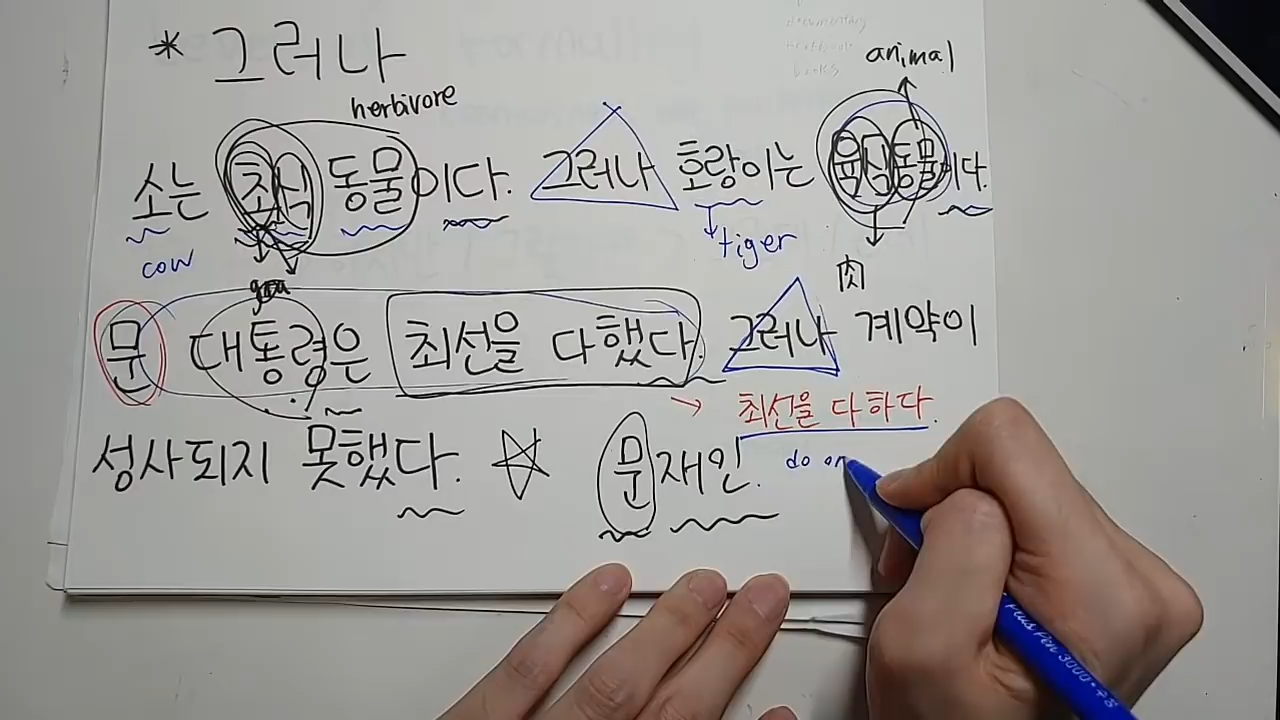 * 그러나
animal
herbivore
소는 초식 동물이다. 그러나 호랑이는 육식동물이다.
cow
tiger
肉
문 대통령은 최선을 다했다. 그러나 계약이
→ 최선을 다하다.
성사되지 못했다. ☆ 문재인.
do on
Plus Pen 3000